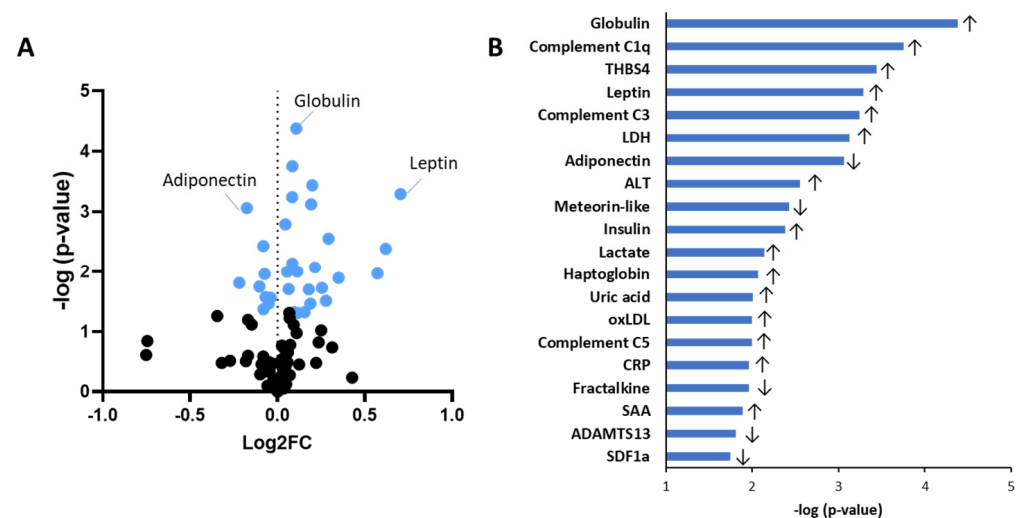 A
Globulin
Adiponectin
Leptin
-log (p-value)
5
4
3
2
1
0
-1.0
-0.5
0.0
0.5
1.0
Log2FC
B
Globulin ↑
Complement C1q ↑
THBS4 ↑
Leptin ↑
Complement C3 ↑
LDH ↑
Adiponectin ↓
ALT ↑
Meteorin-like ↓
Insulin ↑
Lactate ↑
Haptoglobin ↑
Uric acid ↑
oxLDL ↑
Complement C5 ↑
CRP ↑
Fractalkine ↓
SAA ↑
ADAMTS13 ↓
SDF1a ↓
1
2
3
4
5
-log (p-value)